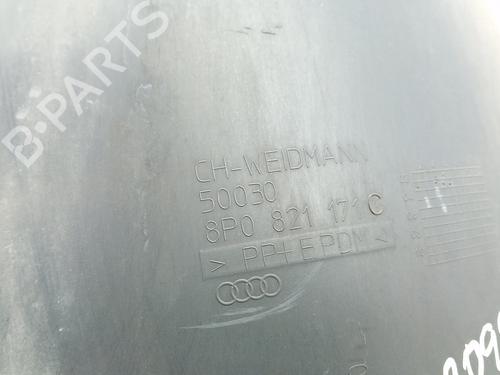 B-PARTS
CH-WEIDMANN
50030
8P0 821 171 C
> PP+EPDM <